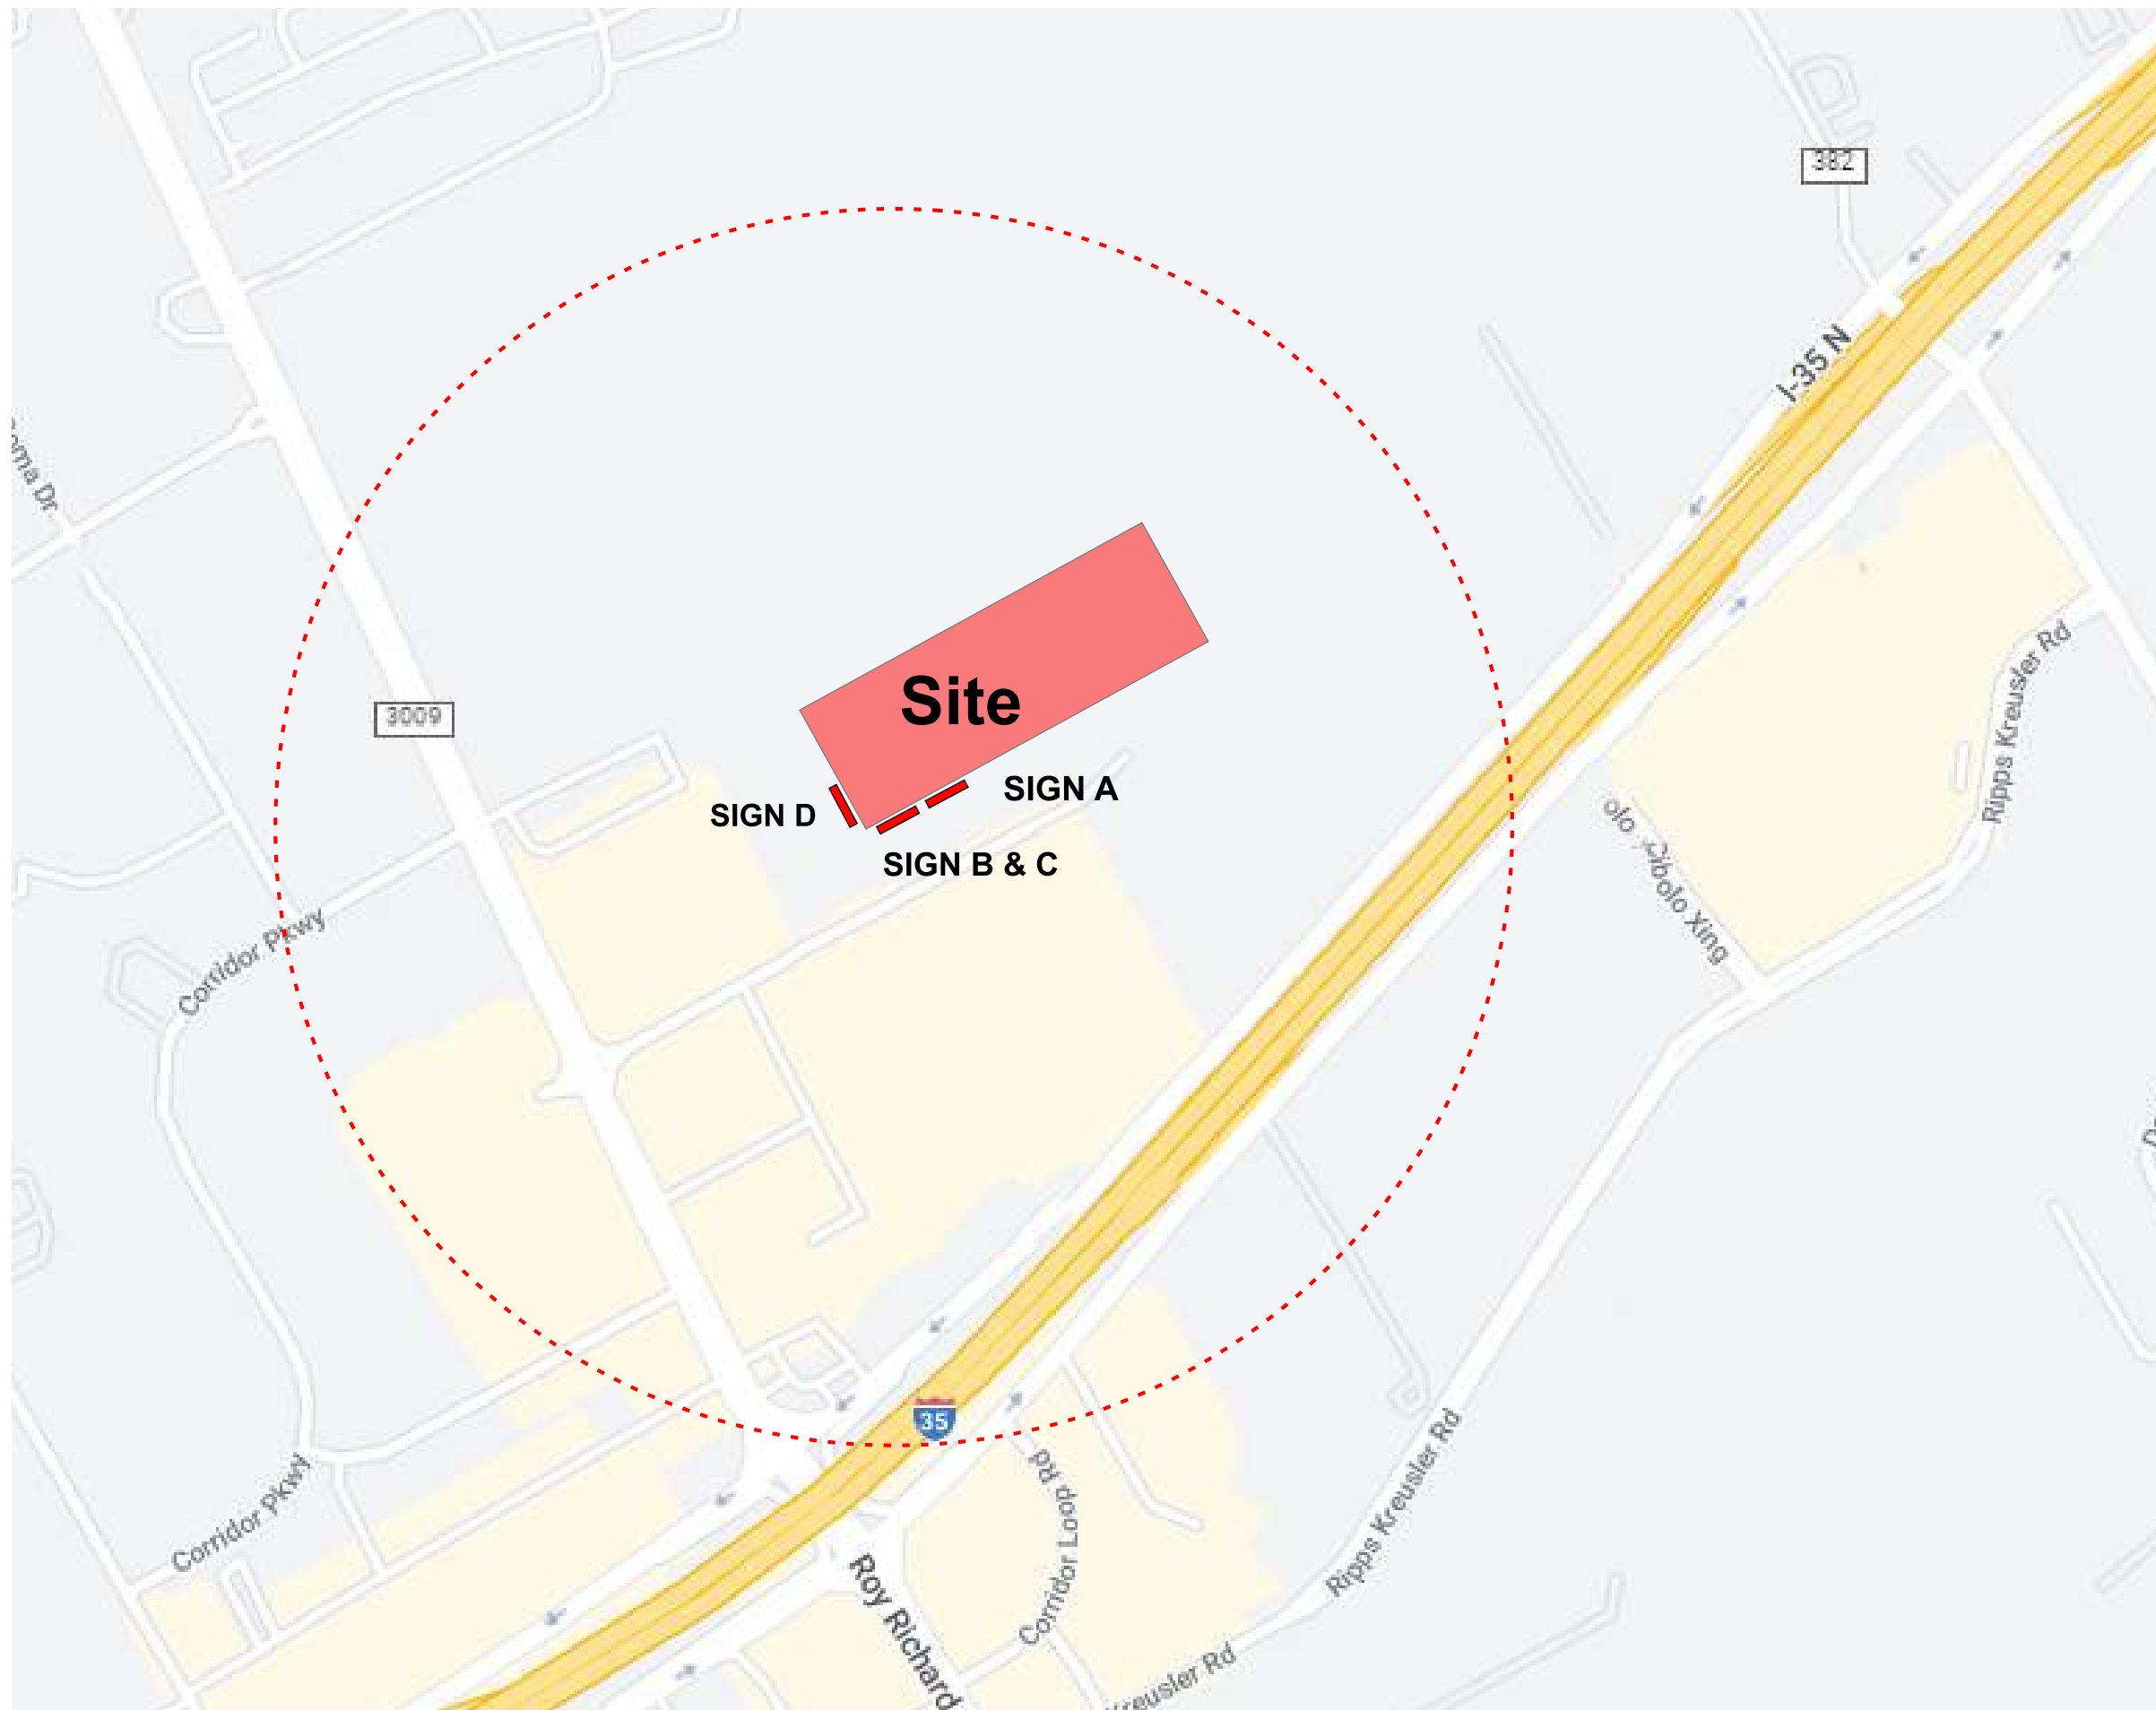 382
I-35 N
Ripps Kreusler Rd
Site
3009
SIGN A
SIGN D
SIGN B & C
Cibolo Xing
Corridor Pkwy
35
Corridor Pkwy
Corridor Loop Rd
Ripps Kreusler Rd
Roy Richard
Kreusler Rd